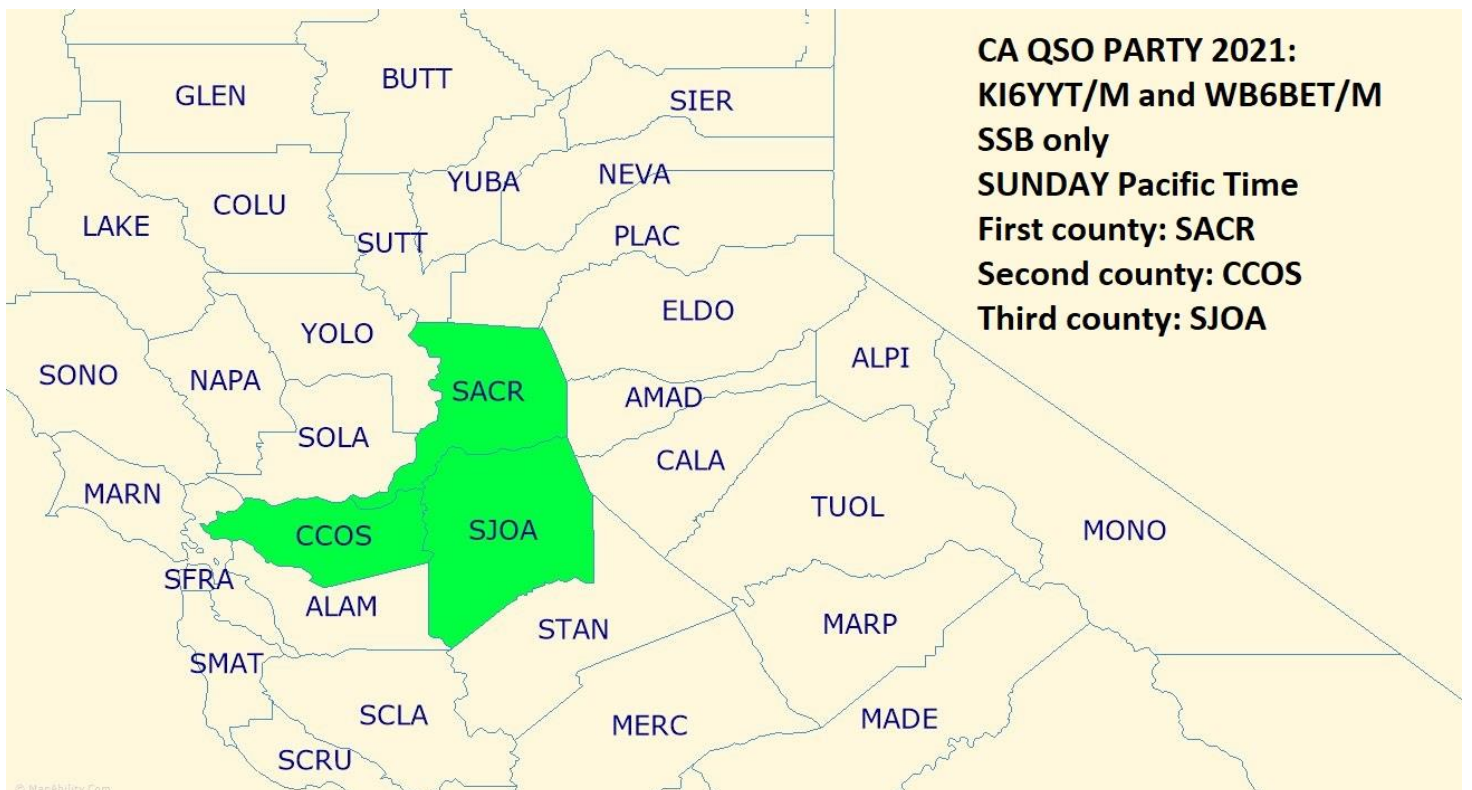 CA QSO PARTY 2021:
KI6YYT/M and WB6BET/M
SSB only
SUNDAY Pacific Time
First county: SACR
Second county: CCOS
Third county: SJOA
GLEN
BUTT
SIER
YUBA
NEVA
COLU
LAKE
SUTT
PLAC
ELDO
YOLO
ALPI
SONO
NAPA
SACR
AMAD
SOLA
CALA
MARN
TUOL
CCOS
SJOA
MONO
SFRA
ALAM
STAN
MARP
SMAT
SCLA
MERC
MADE
SCRU
© MapAbility.Com